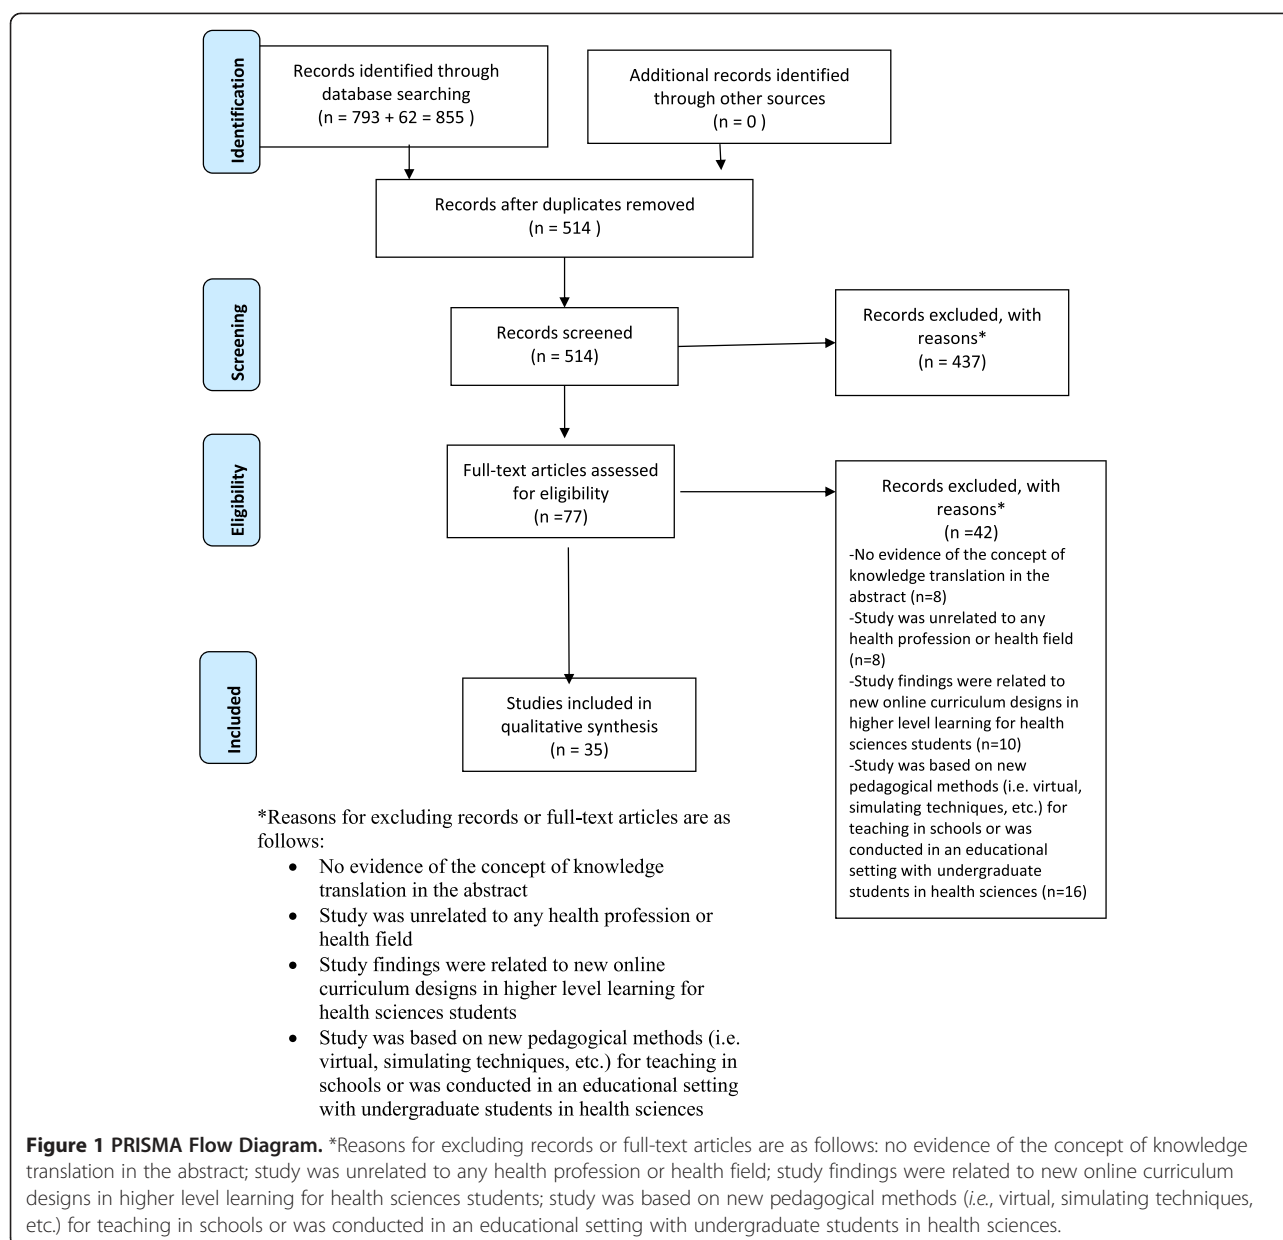 Identification
Records identified through
database searching
(n = 793 + 62 = 855 )
Additional records identified
through other sources
(n = 0 )
Records after duplicates removed
(n = 514 )
Screening
Records screened
(n = 514)
Records excluded, with
reasons*
(n = 437)
Eligibility
Full-text articles assessed
for eligibility
(n =77)
Records excluded, with
reasons*
(n =42)
-No evidence of the concept of
knowledge translation in the
abstract (n=8)
-Study was unrelated to any
health profession or health field
(n=8)
-Study findings were related to
new online curriculum designs in
higher level learning for health
sciences students (n=10)
-Study was based on new
pedagogical methods (i.e. virtual,
simulating techniques, etc.) for
teaching in schools or was
conducted in an educational
setting with undergraduate
students in health sciences (n=16)
Included
Studies included in
qualitative synthesis
(n = 35)
*Reasons for excluding records or full-text articles are as
follows:
• No evidence of the concept of knowledge
translation in the abstract
• Study was unrelated to any health profession or
health field
• Study findings were related to new online
curriculum designs in higher level learning for
health sciences students
• Study was based on new pedagogical methods (i.e.
virtual, simulating techniques, etc.) for teaching in
schools or was conducted in an educational setting
with undergraduate students in health sciences
Figure 1 PRISMA Flow Diagram. *Reasons for excluding records or full-text articles are as follows: no evidence of the concept of knowledge
translation in the abstract; study was unrelated to any health profession or health field; study findings were related to new online curriculum
designs in higher level learning for health sciences students; study was based on new pedagogical methods (i.e., virtual, simulating techniques,
etc.) for teaching in schools or was conducted in an educational setting with undergraduate students in health sciences.